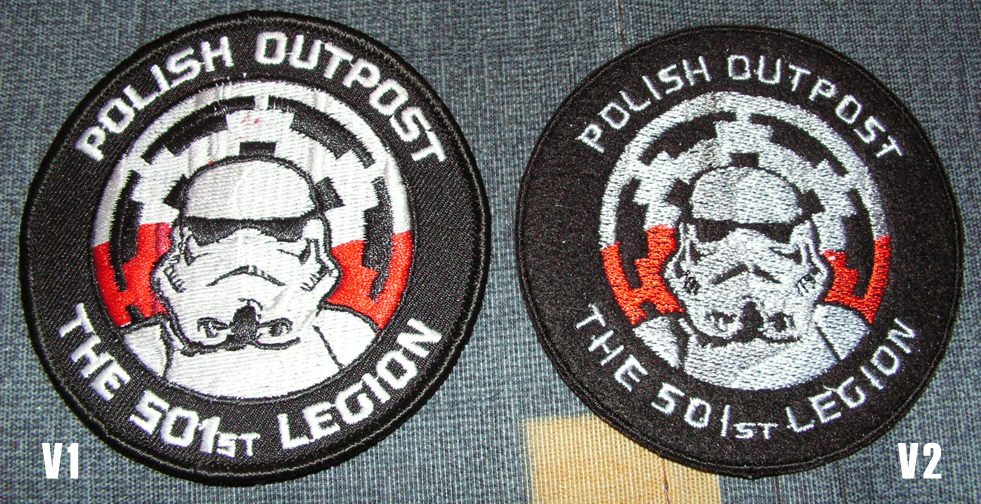 POLISH OUTPOST
THE 501ST LEGION
V1
POLISH OUTPOST
THE 501ST LEGION
V2